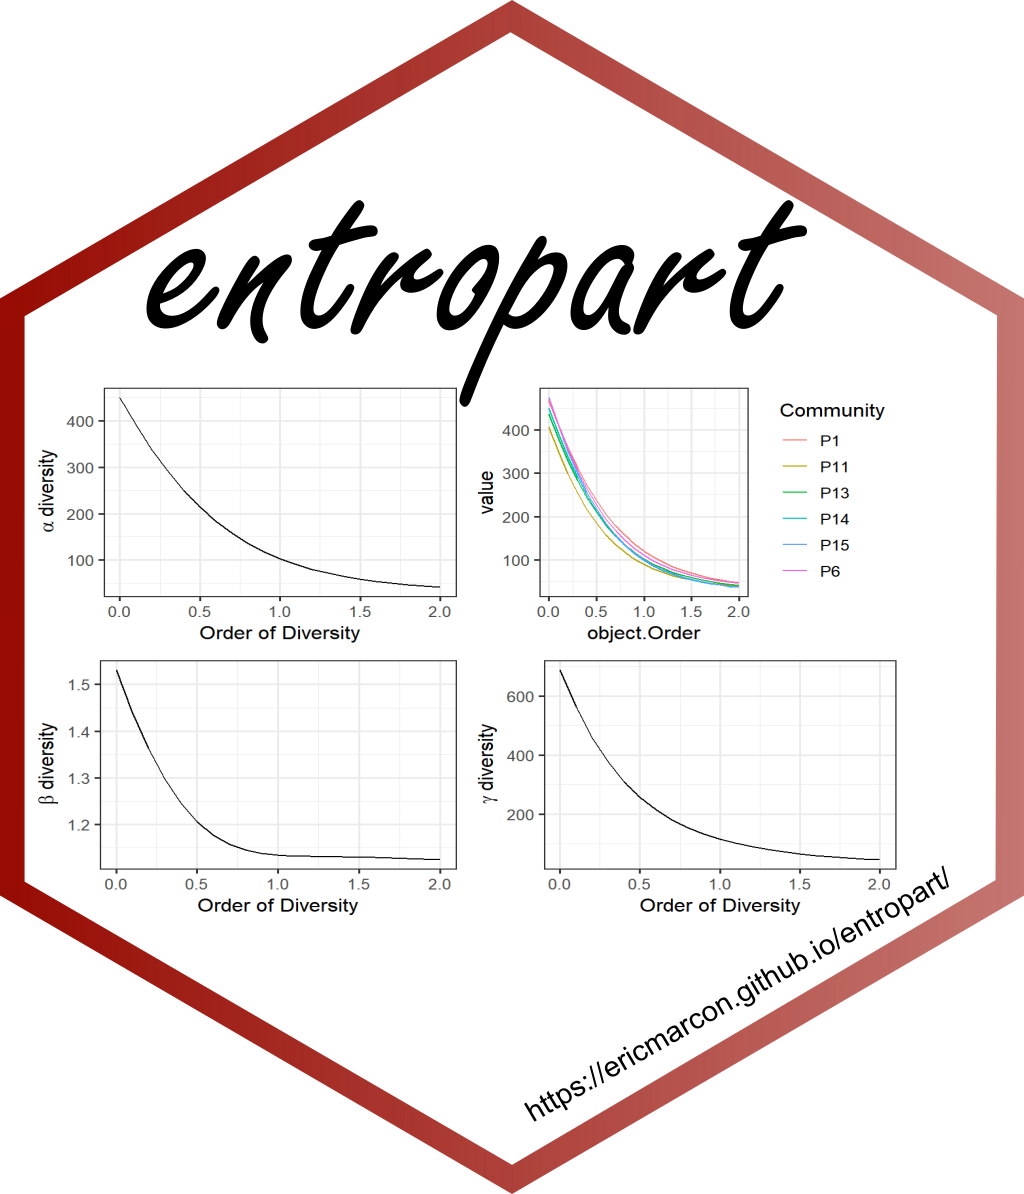 entropart
α diversity
400
300
200
100
0.0 0.5 1.0 1.5 2.0
Order of Diversity
value
400
300
200
100
0.0 0.5 1.0 1.5 2.0
object.Order
Community
P1
P11
P13
P14
P15
P6
β diversity
1.5
1.4
1.3
1.2
0.0 0.5 1.0 1.5 2.0
Order of Diversity
γ diversity
600
400
200
0.0 0.5 1.0 1.5 2.0
Order of Diversity
https://ericmarcon.github.io/entropart/